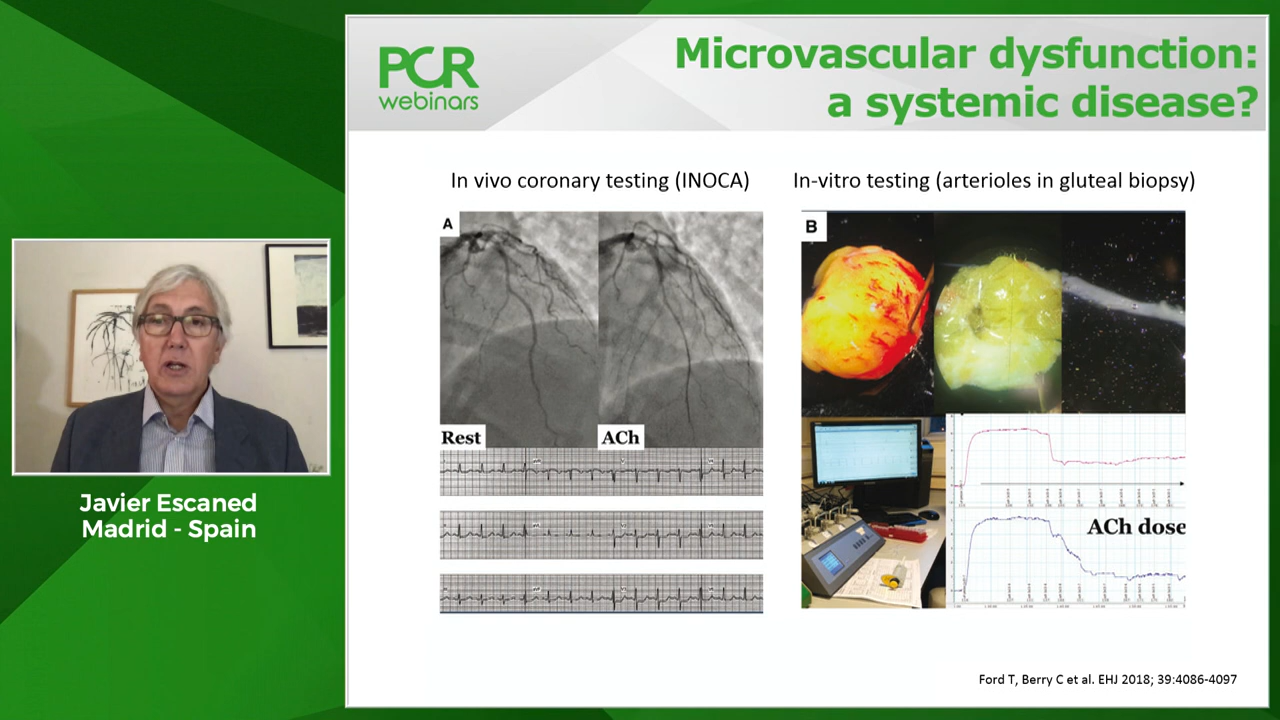 PCR
webinars
Microvascular dysfunction:
a systemic disease?
In vivo coronary testing (INOCA)
In-vitro testing (arterioles in gluteal biopsy)
A
Rest
ACh
B
ACh dose
Javier Escaned
Madrid - Spain
Ford T, Berry C et al. EHJ 2018; 39:4086-4097